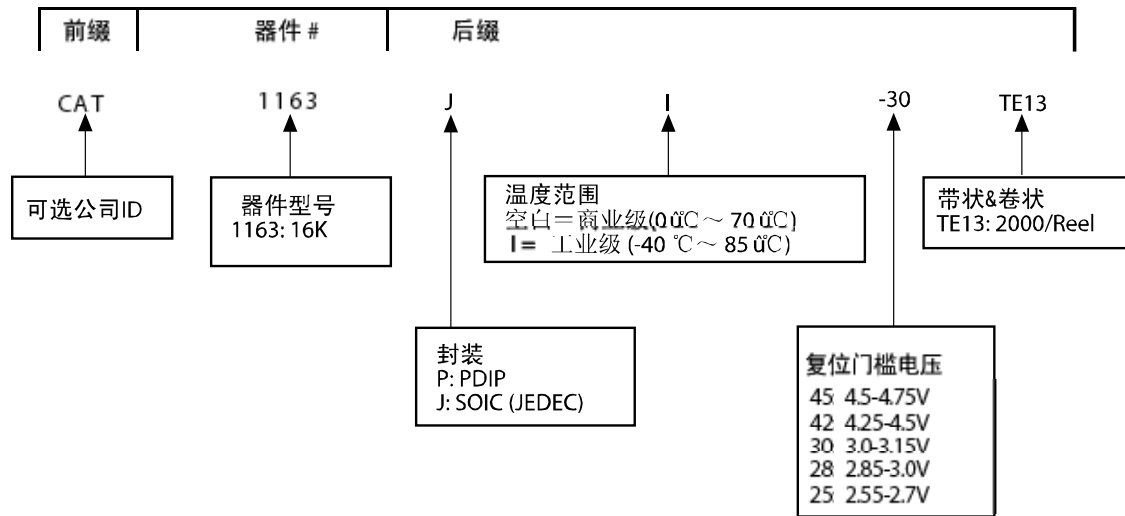 前缀 器件 # 后缀
CAT 1163 J I -30 TE13
可选公司ID
器件型号
1163: 16K
温度范围
空白=商业级(0 ℃～ 70 ℃)
I= 工业级 (-40 ℃～ 85 ℃)
带状&卷状
TE13: 2000/Reel
封装
P: PDIP
J: SOIC (JEDEC)
复位门槛电压
45: 4.5-4.75V
42: 4.25-4.5V
30: 3.0-3.15V
28: 2.85-3.0V
25: 2.55-2.7V